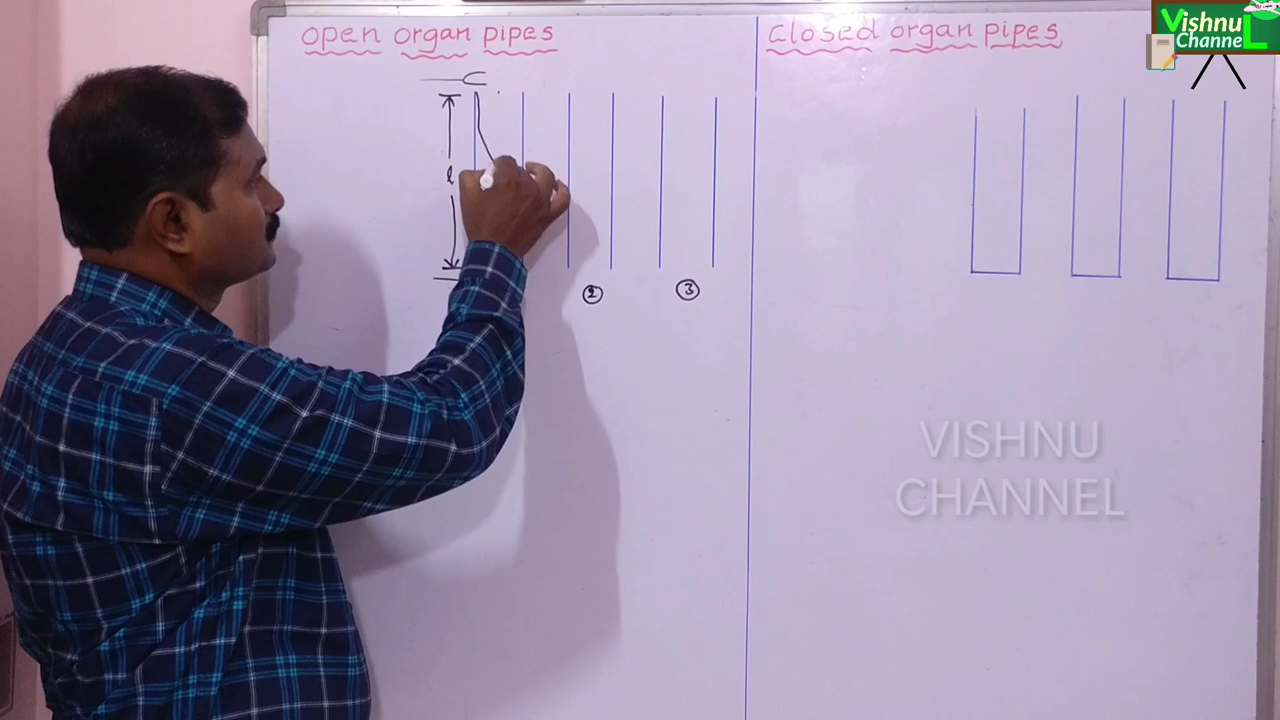 open organ pipes
closed organ pipes
l
② ③
Vishnu
ChanneL
VISHNU
CHANNEL